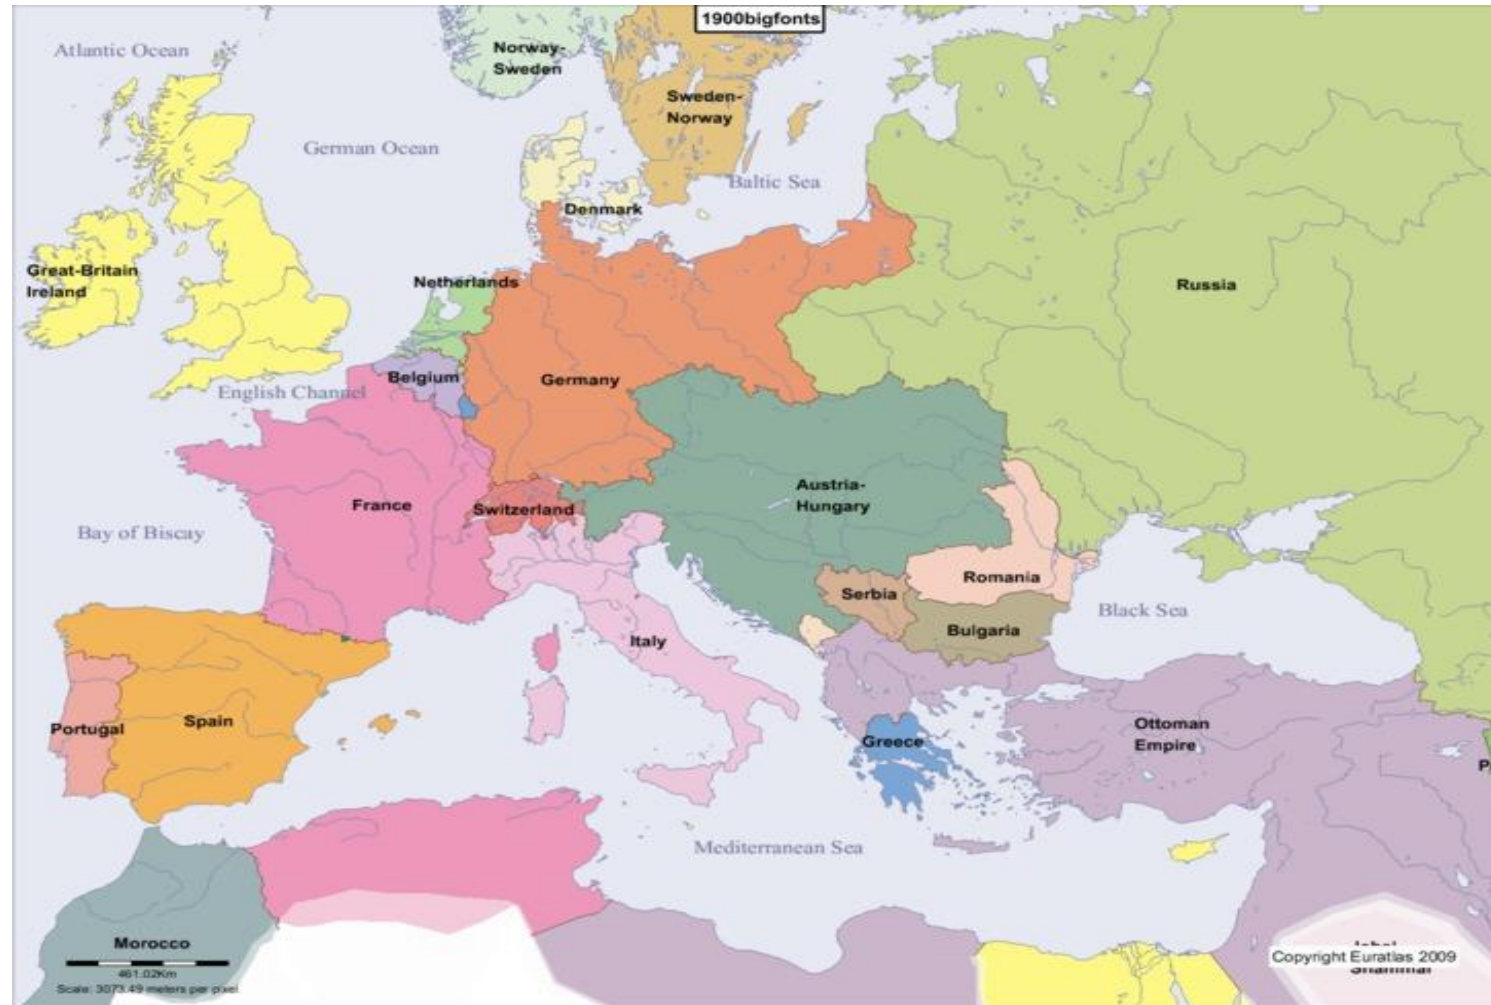 1900bigfonts
Atlantic Ocean
Norway-
Sweden
Sweden-
Norway
German Ocean
Baltic Sea
Denmark
Great-Britain
Ireland
Netherlands
Russia
Belgium
Germany
English Channel
Austria-
Hungary
France
Switzerland
Bay of Biscay
Romania
Serbia
Black Sea
Bulgaria
Italy
Portugal
Spain
Ottoman
Empire
Greece
P
Mediterranean Sea
Morocco
461.02Km
Scale: 3073.49 meters per pixel
Copyright Euratlas 2009